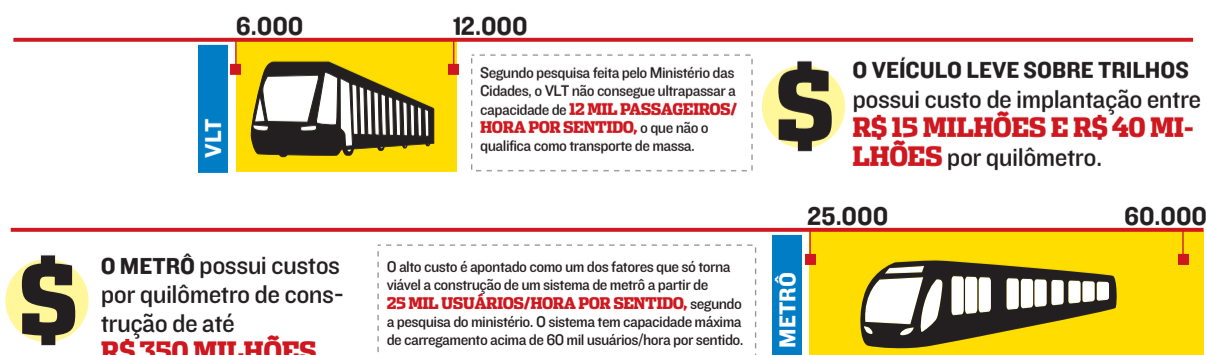 6.000 12.000
VLT
Segundo pesquisa feita pelo Ministério das
Cidades, o VLT não consegue ultrapassar a
capacidade de 12 MIL PASSAGEIROS/
HORA POR SENTIDO, o que não o
qualifica como transporte de massa.
$
O VEÍCULO LEVE SOBRE TRILHOS
possui custo de implantação entre
R$ 15 MILHÕES E R$ 40 MI-
LHÕES por quilômetro.
25.000 60.000
$
O METRÔ possui custos
por quilômetro de cons-
trução de até
R$ 350 MILHÕES
O alto custo é apontado como um dos fatores que só torna
viável a construção de um sistema de metrô a partir de
25 MIL USUÁRIOS/HORA POR SENTIDO, segundo
a pesquisa do ministério. O sistema tem capacidade máxima
de carregamento acima de 60 mil usuários/hora por sentido.
METRÔ